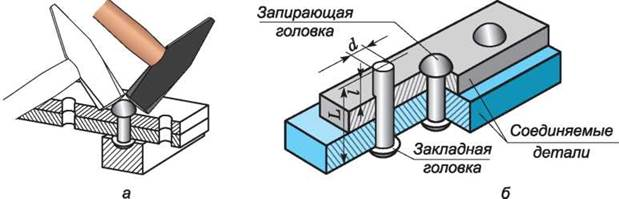 Запирающая
головка
d
l
L
Соединяемые
детали
Закладная
головка
а
б